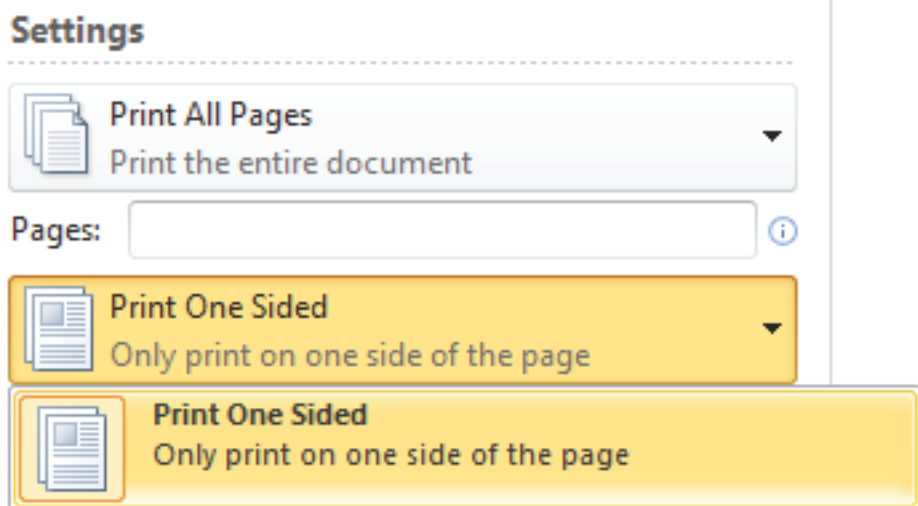 Settings
Print All Pages
Print the entire document
Pages:
Print One Sided
Only print on one side of the page
Print One Sided
Only print on one side of the page